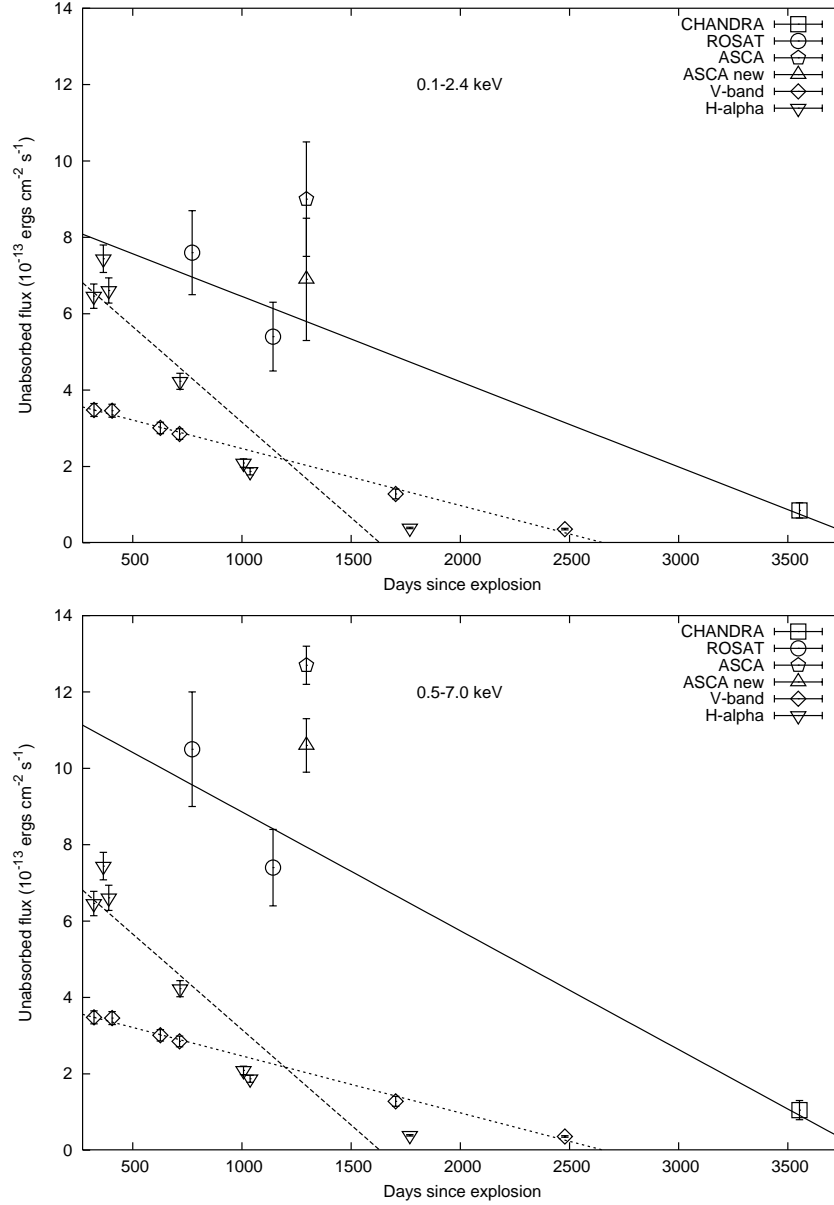 14
12
10
8
6
4
2
0
Unabsorbed flux (10⁻¹³ ergs cm⁻² s⁻¹)
CHANDRA
ROSAT
ASCA
ASCA new
V-band
H-alpha
0.1-2.4 keV
500 1000 1500 2000 2500 3000 3500
Days since explosion
14
12
10
8
6
4
2
0
Unabsorbed flux (10⁻¹³ ergs cm⁻² s⁻¹)
CHANDRA
ROSAT
ASCA
ASCA new
V-band
H-alpha
0.5-7.0 keV
500 1000 1500 2000 2500 3000 3500
Days since explosion